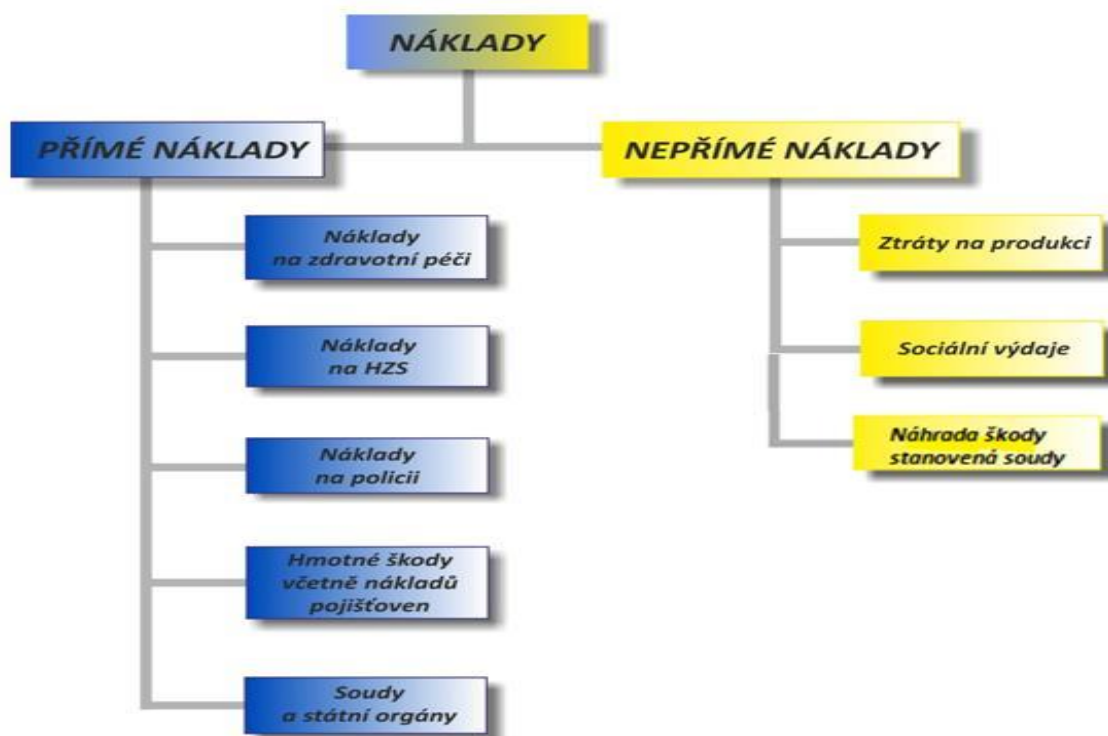 NÁKLADY
PŘÍMÉ NÁKLADY
Náklady
na zdravotní péči
Náklady
na HZS
Náklady
na policii
Hmotné škody
včetně nákladů
pojišťoven
Soudy
a státní orgány
NEPŘÍMÉ NÁKLADY
Ztráty na produkci
Sociální výdaje
Náhrada škody
stanovená soudy